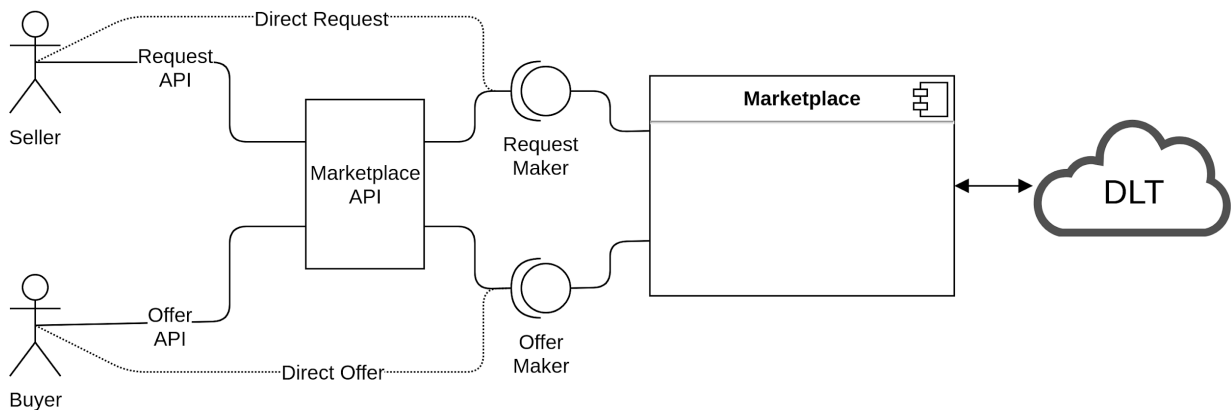 Direct Request
Request
API
Seller
Marketplace
API
Request
Maker
Marketplace
DLT
Offer
API
Offer
Maker
Direct Offer
Buyer